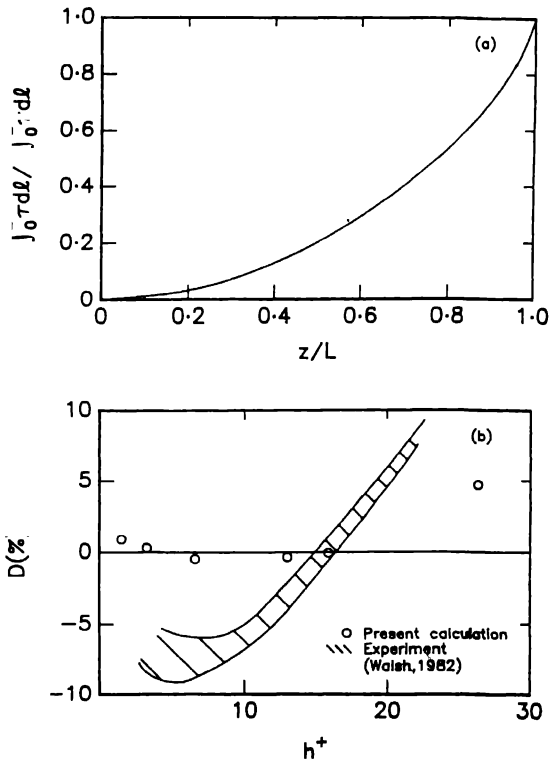 1·0
0·8
0·6
0·4
0·2
0
(a)
0 0·2 0·4 0·6 0·8 1·0
z/L
10
5
0
−5
−10
D(%
(b)
o Present calculation
Experiment
(Walsh,1982)
10 20 30
h+